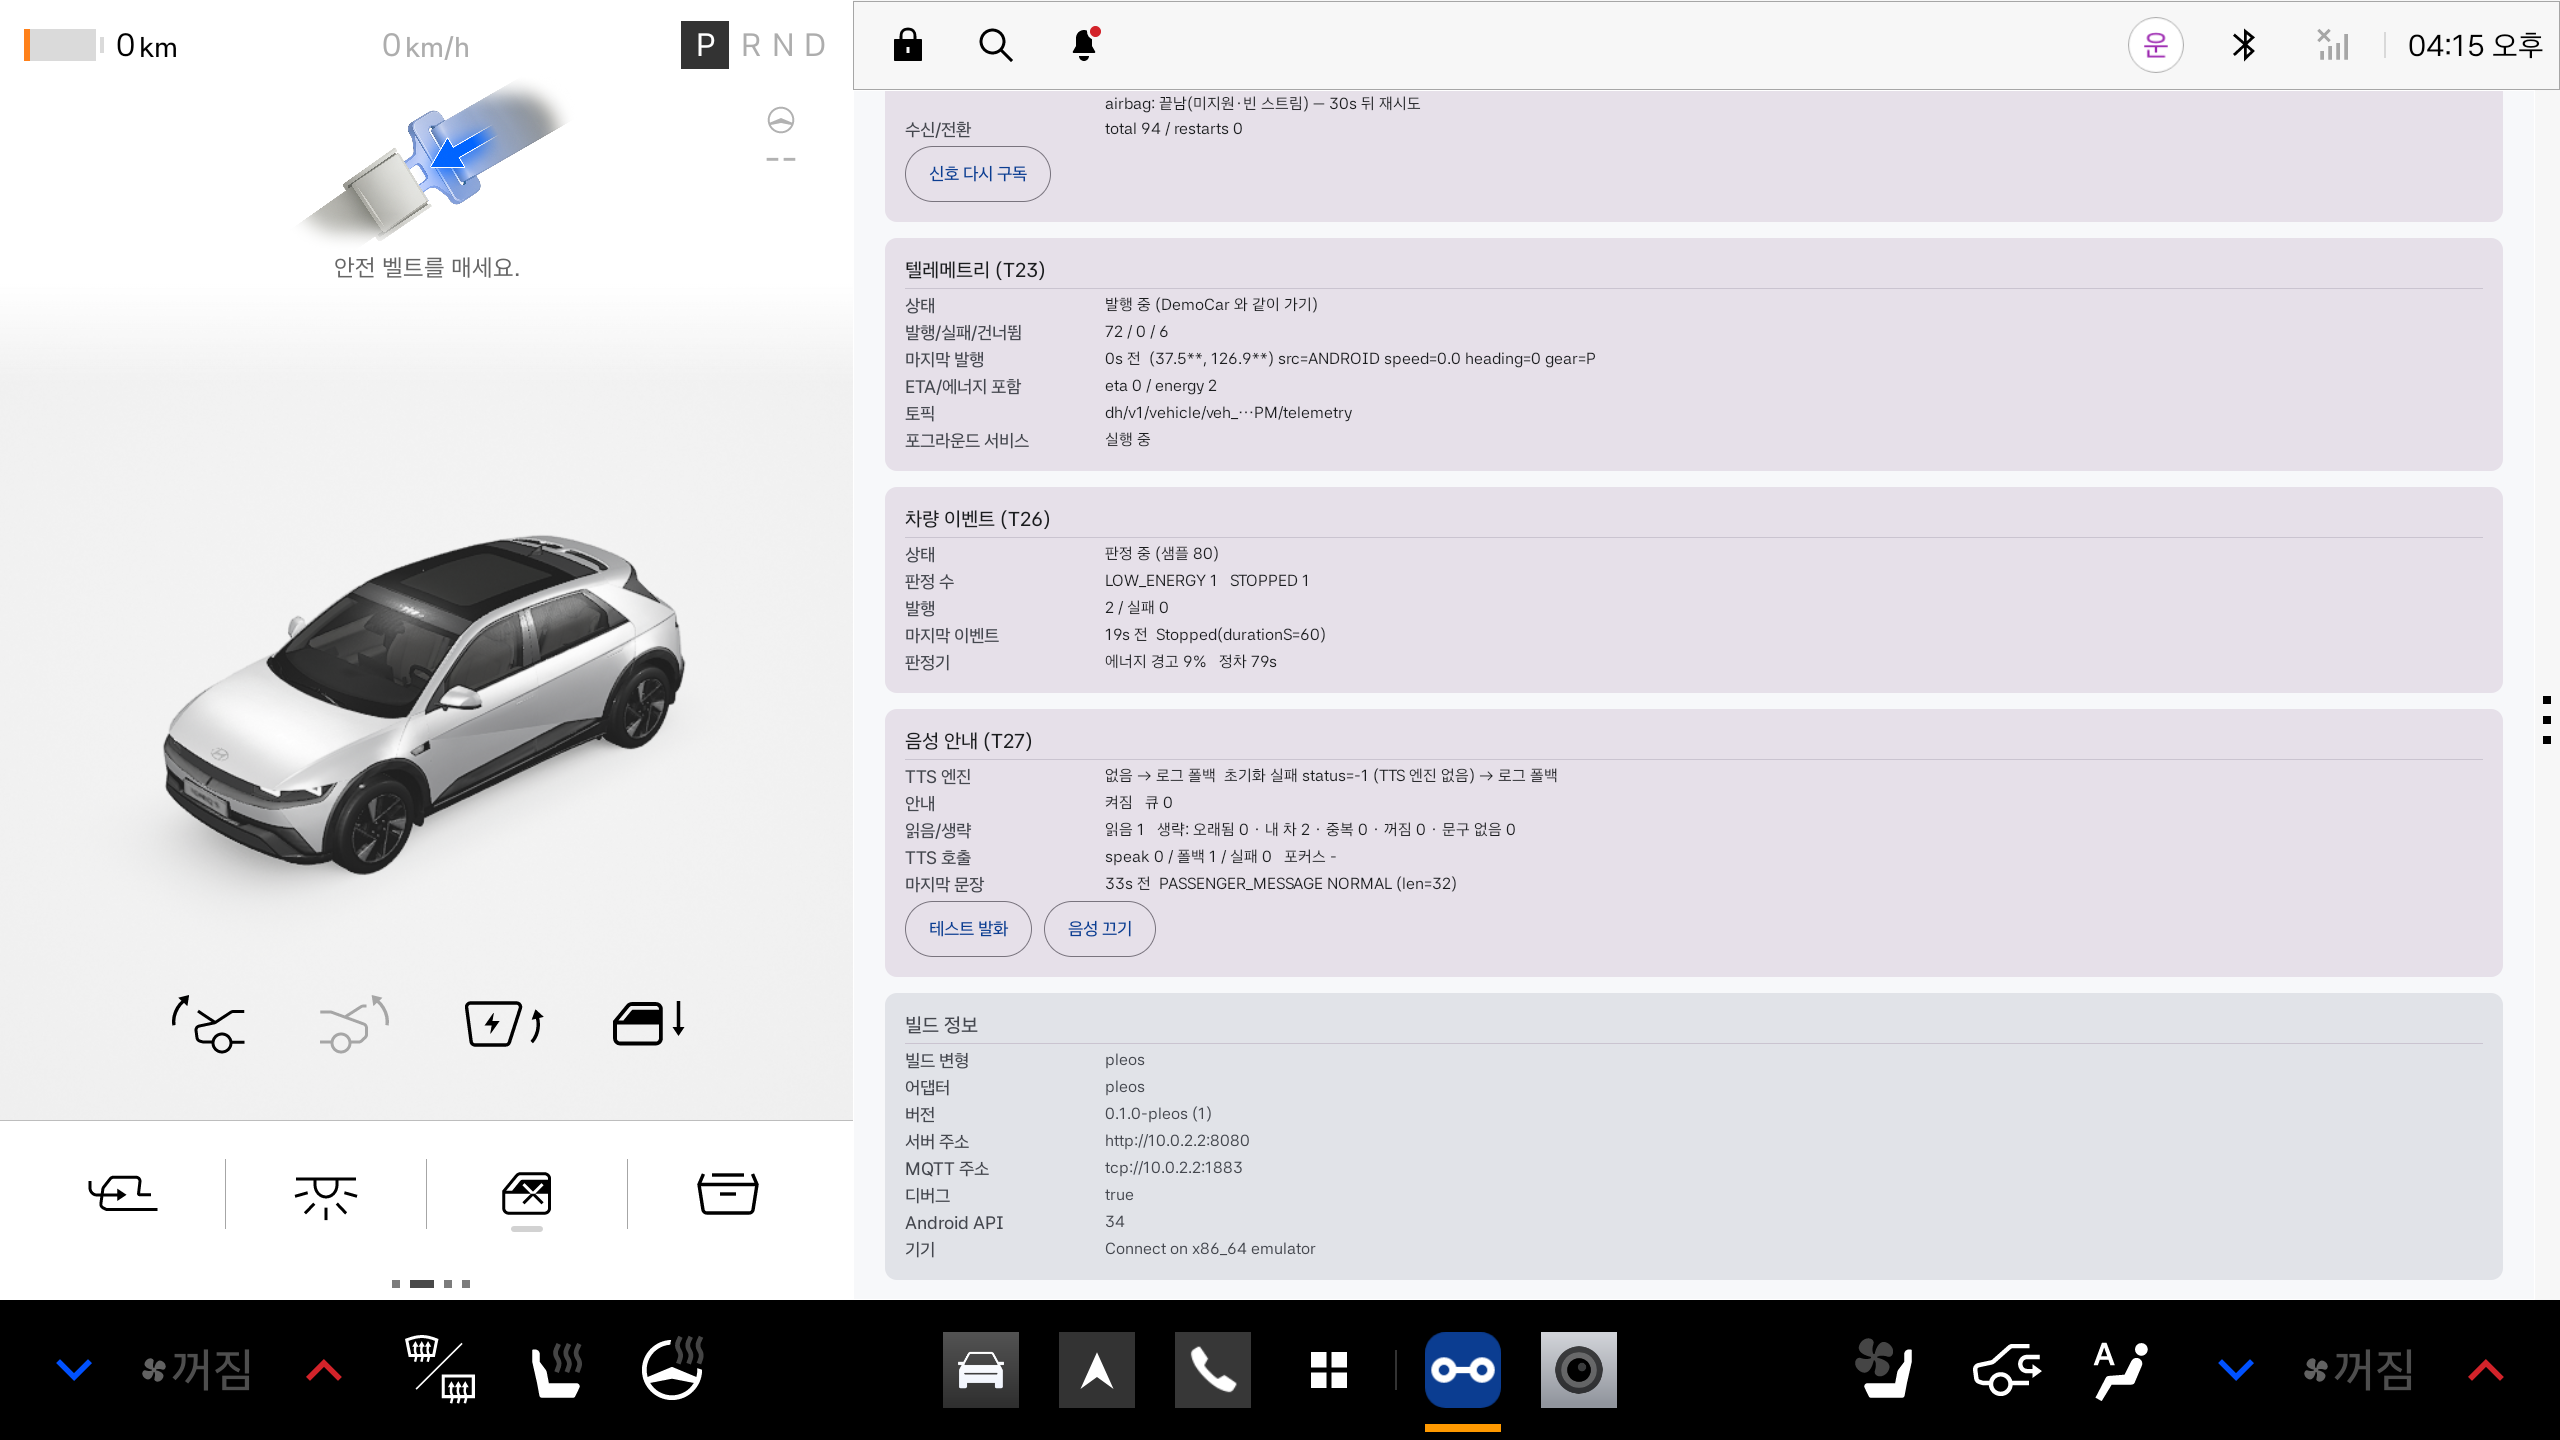 0 km
0 km/h
P R N D
운
04:15 오후
안전 벨트를 매세요.
airbag: 끝남(미지원·빈 스트림) — 30s 뒤 재시도
수신/전환 total 94 / restarts 0
신호 다시 구독
텔레메트리 (T23)
상태 발행 중 (DemoCar 와 같이 가기)
발행/실패/건너뜀 72 / 0 / 6
마지막 발행 0s 전 (37.5**, 126.9**) src=ANDROID speed=0.0 heading=0 gear=P
ETA/에너지 포함 eta 0 / energy 2
토픽 dh/v1/vehicle/veh_…PM/telemetry
포그라운드 서비스 실행 중
차량 이벤트 (T26)
상태 판정 중 (샘플 80)
판정 수 LOW_ENERGY 1 STOPPED 1
발행 2 / 실패 0
마지막 이벤트 19s 전 Stopped(durationS=60)
판정기 에너지 경고 9% 정차 79s
음성 안내 (T27)
TTS 엔진 없음 → 로그 폴백 초기화 실패 status=-1 (TTS 엔진 없음) → 로그 폴백
안내 켜짐 큐 0
읽음/생략 읽음 1 생략: 오래됨 0 · 내 차 2 · 중복 0 · 꺼짐 0 · 문구 없음 0
TTS 호출 speak 0 / 폴백 1 / 실패 0 포커스 -
마지막 문장 33s 전 PASSENGER_MESSAGE NORMAL (len=32)
테스트 발화 음성 끄기
빌드 정보
빌드 변형 pleos
어댑터 pleos
버전 0.1.0-pleos (1)
서버 주소 http://10.0.2.2:8080
MQTT 주소 tcp://10.0.2.2:1883
디버그 true
Android API 34
기기 Connect on x86_64 emulator
꺼짐
A
꺼짐